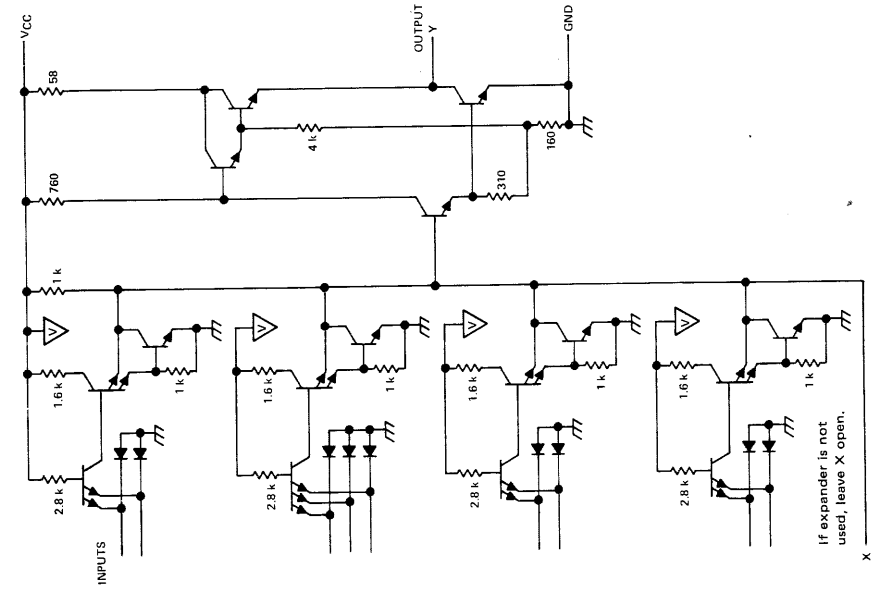 VCC
58
OUTPUT
Y
GND
760
4 k
160
310
1 k
V
V
V
V
1.6 k
1 k
1.6 k
1 k
1.6 k
1 k
1.6 k
1 k
2.8 k
2.8 k
2.8 k
2.8 k
INPUTS
If expander is not
used, leave X open.
X